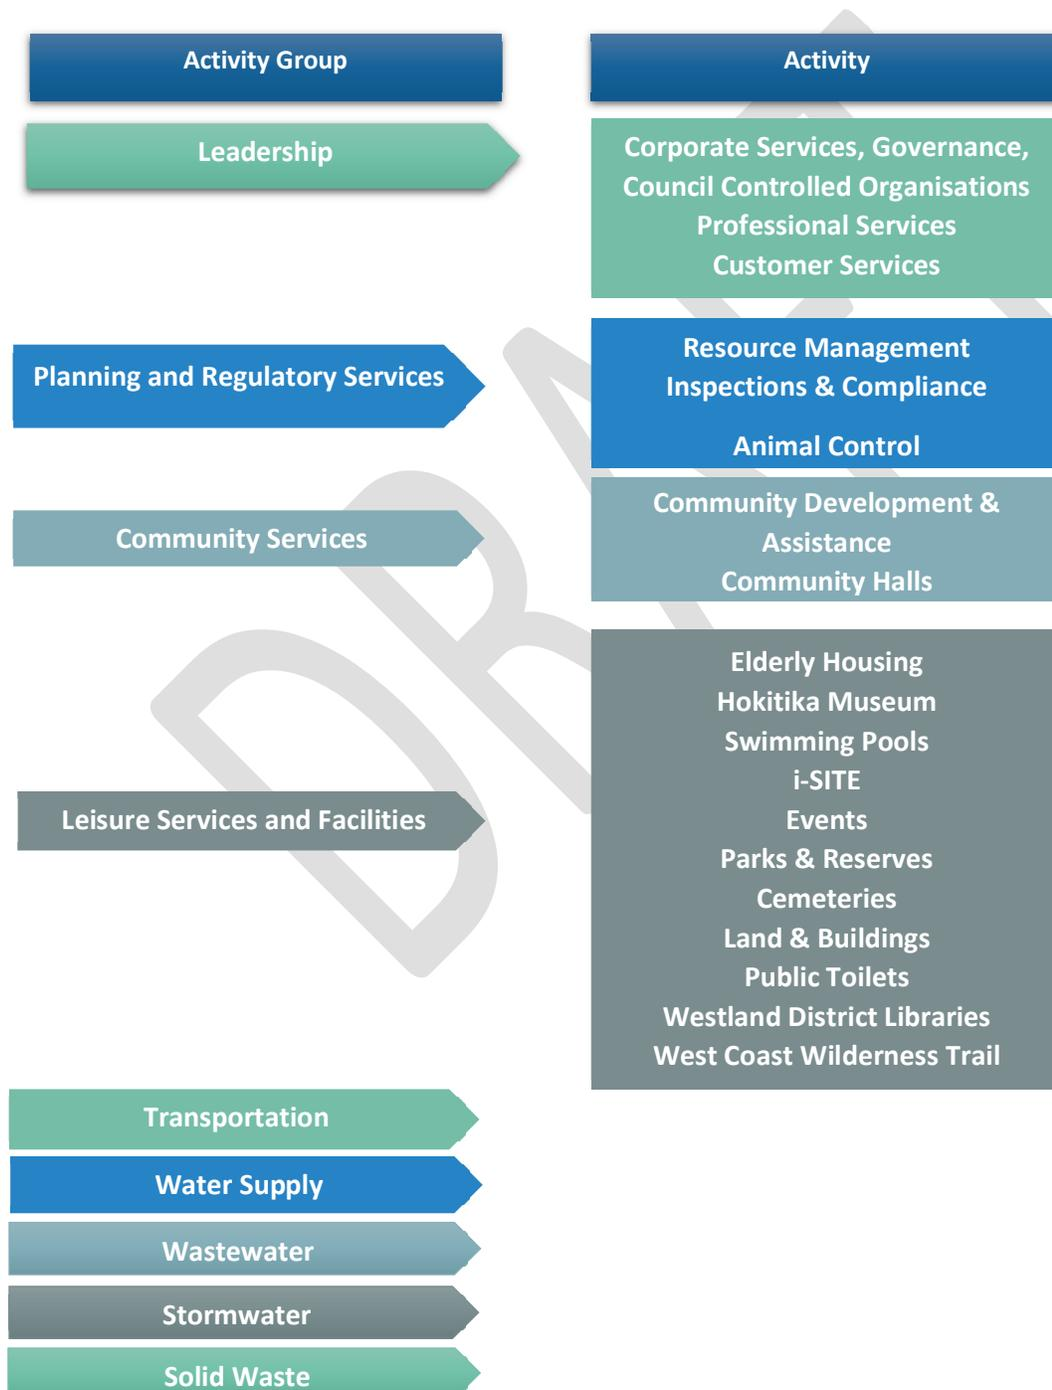 Activity Group
Activity
Leadership
Corporate Services, Governance,
Council Controlled Organisations
Professional Services
Customer Services
Planning and Regulatory Services
Resource Management
Inspections & Compliance
Animal Control
Community Services
Community Development &
Assistance
Community Halls
Leisure Services and Facilities
Elderly Housing
Hokitika Museum
Swimming Pools
i-SITE
Events
Parks & Reserves
Cemeteries
Land & Buildings
Public Toilets
Westland District Libraries
West Coast Wilderness Trail
Transportation
Water Supply
Wastewater
Stormwater
Solid Waste
DRAFT